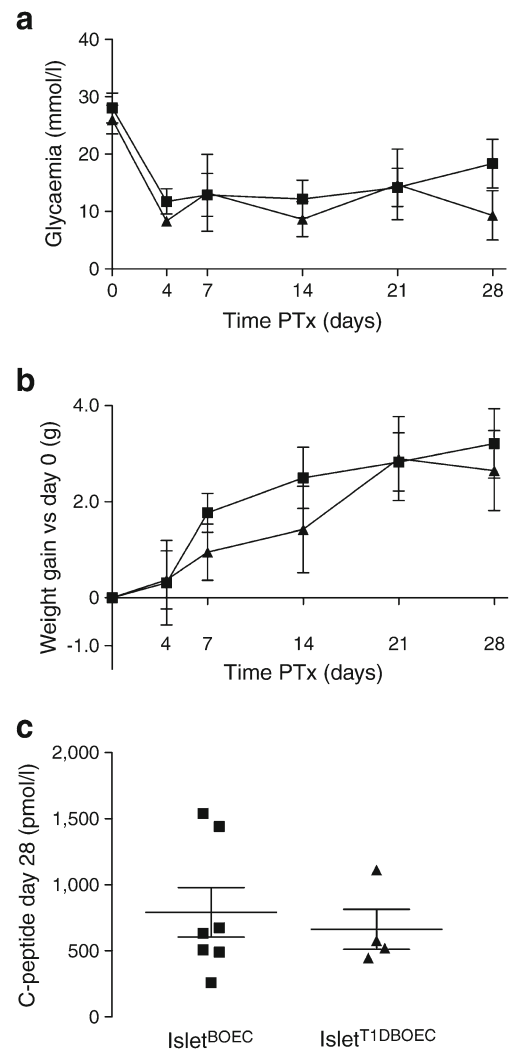 a
Glycaemia (mmol/l)
40
30
20
10
0
0 4 7 14 21 28
Time PTx (days)
b
Weight gain vs day 0 (g)
4.0
2.0
0
-1.0
4 7 14 21 28
Time PTx (days)
c
C-peptide day 28 (pmol/l)
2,000
1,500
1,000
500
0
Islet^BOEC Islet^T1DBOEC